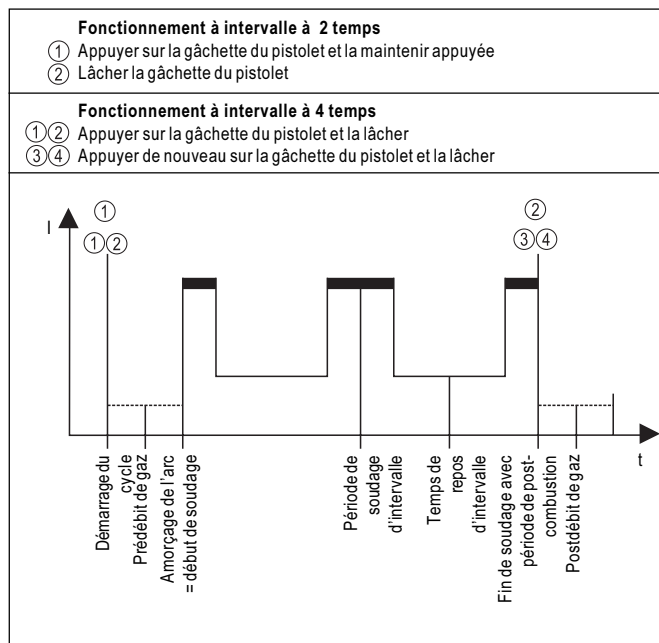 Fonctionnement à intervalle à 2 temps
① Appuyer sur la gâchette du pistolet et la maintenir appuyée
② Lâcher la gâchette du pistolet
Fonctionnement à intervalle à 4 temps
①② Appuyer sur la gâchette du pistolet et la lâcher
③④ Appuyer de nouveau sur la gâchette du pistolet et la lâcher
I
①
①②
②
③④
t
Démarrage du
cycle
Prédébit de gaz
Amorçage de l'arc
= début de soudage
Période de
soudage
d'intervalle
Temps de
repos
d'intervalle
Fin de soudage avec
période de post-
combustion
Postdébit de gaz